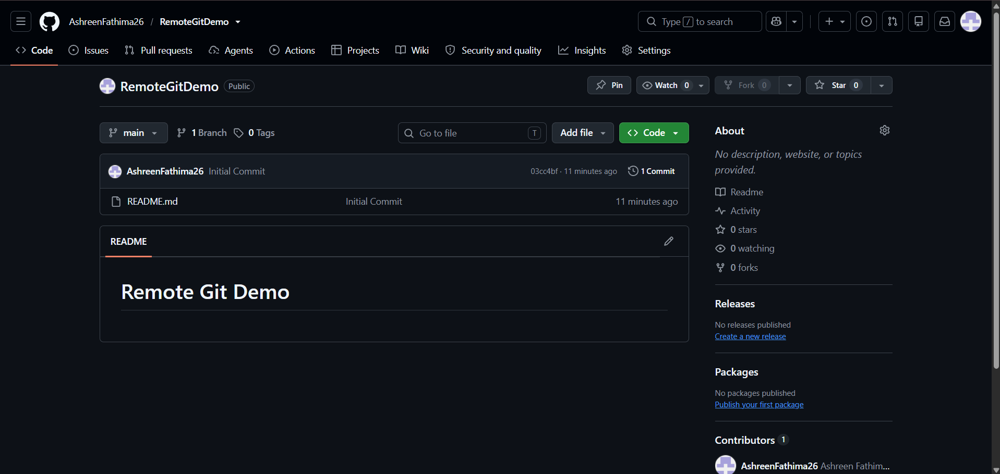 AshreenFathima26 / RemoteGitDemo
Type / to search
Code Issues Pull requests Agents Actions Projects Wiki Security and quality Insights Settings
RemoteGitDemo Public
Pin Watch 0 Fork 0 Star 0
main 1 Branch 0 Tags Go to file T Add file Code
AshreenFathima26 Initial Commit 03cc4bf · 11 minutes ago 1 Commit
README.md Initial Commit 11 minutes ago
README
Remote Git Demo
About
No description, website, or topics
provided.
Readme
Activity
0 stars
0 watching
0 forks
Releases
No releases published
Create a new release
Packages
No packages published
Publish your first package
Contributors 1
AshreenFathima26 Ashreen Fathim...